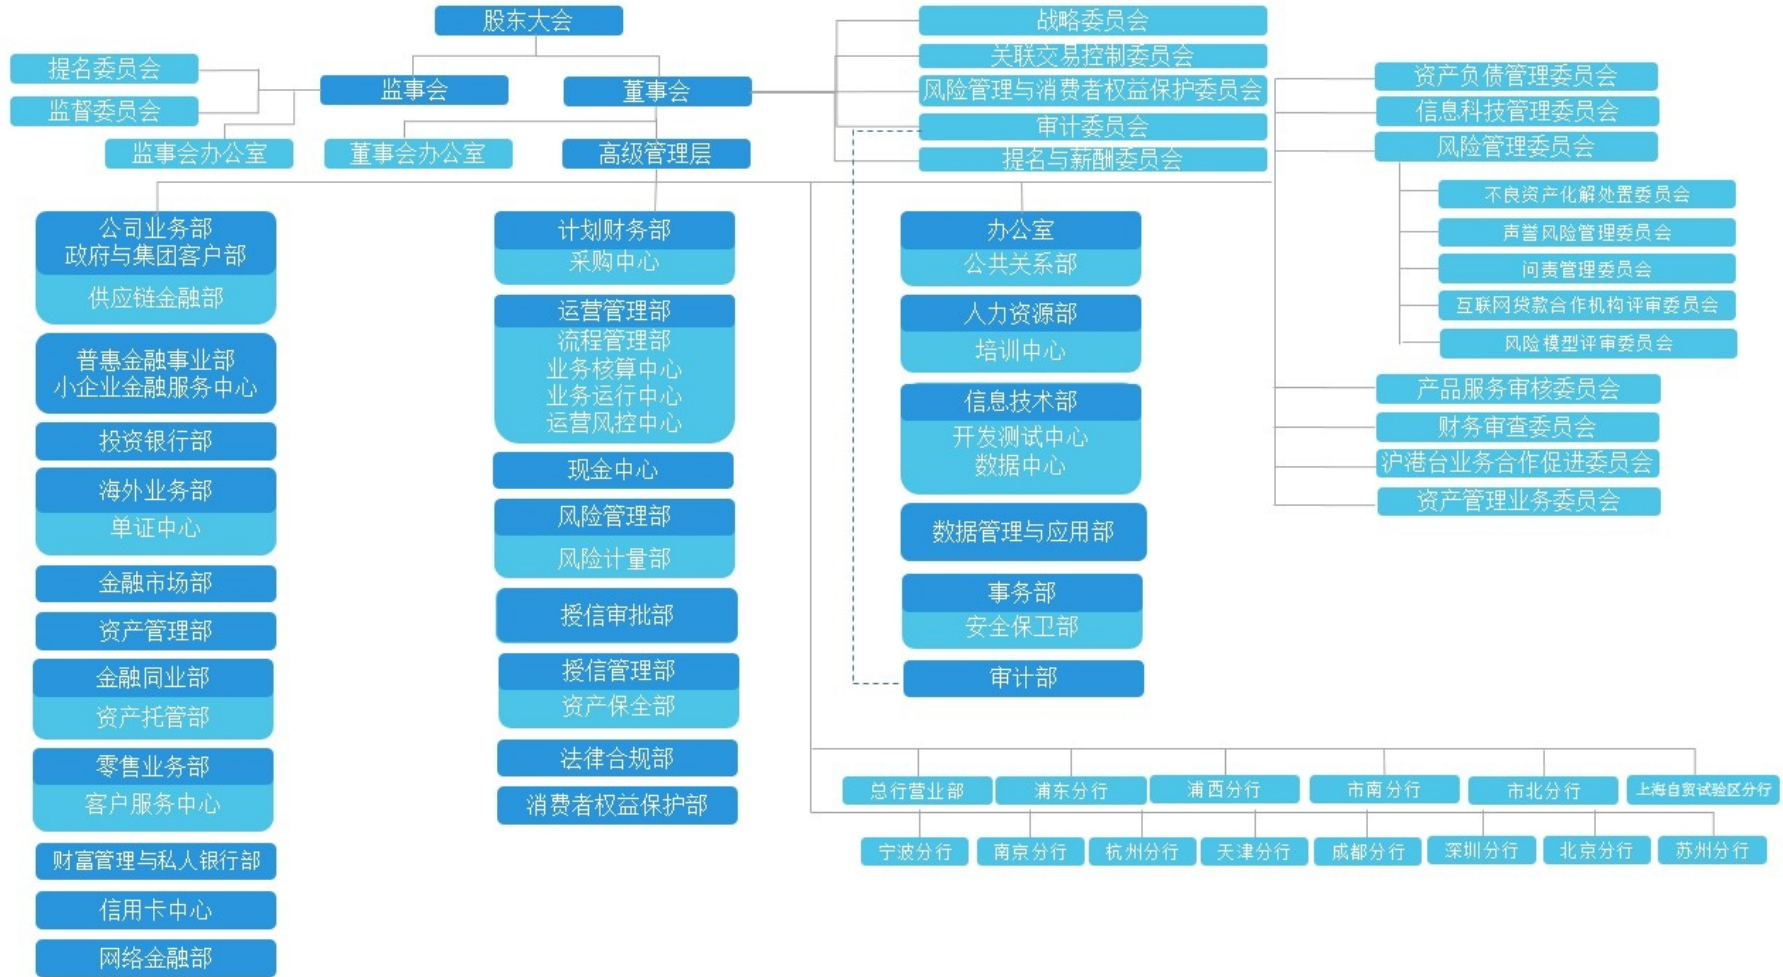 股东大会
监事会
董事会
提名委员会
监督委员会
监事会办公室
董事会办公室
高级管理层
战略委员会
关联交易控制委员会
风险管理与消费者权益保护委员会
审计委员会
提名与薪酬委员会
资产负债管理委员会
信息科技管理委员会
风险管理委员会
不良资产化解处置委员会
声誉风险管理委员会
问责管理委员会
互联网贷款合作机构评审委员会
风险模型评审委员会
产品服务审核委员会
财务审查委员会
沪港台业务合作促进委员会
资产管理业务委员会
公司业务部
政府与集团客户部
供应链金融部
普惠金融事业部
小企业金融服务中心
投资银行部
海外业务部
单证中心
金融市场部
资产管理部
金融同业部
资产托管部
零售业务部
客户服务中心
财富管理与私人银行部
信用卡中心
网络金融部
计划财务部
采购中心
运营管理部
流程管理部
业务核算中心
业务运行中心
运营风控中心
现金中心
风险管理部
风险计量部
授信审批部
授信管理部
资产保全部
法律合规部
消费者权益保护部
办公室
公共关系部
人力资源部
培训中心
信息技术部
开发测试中心
数据中心
数据管理与应用部
事务部
安全保卫部
审计部
总行营业部
浦东分行
浦西分行
市南分行
市北分行
上海自贸试验区分行
宁波分行
南京分行
杭州分行
天津分行
成都分行
深圳分行
北京分行
苏州分行